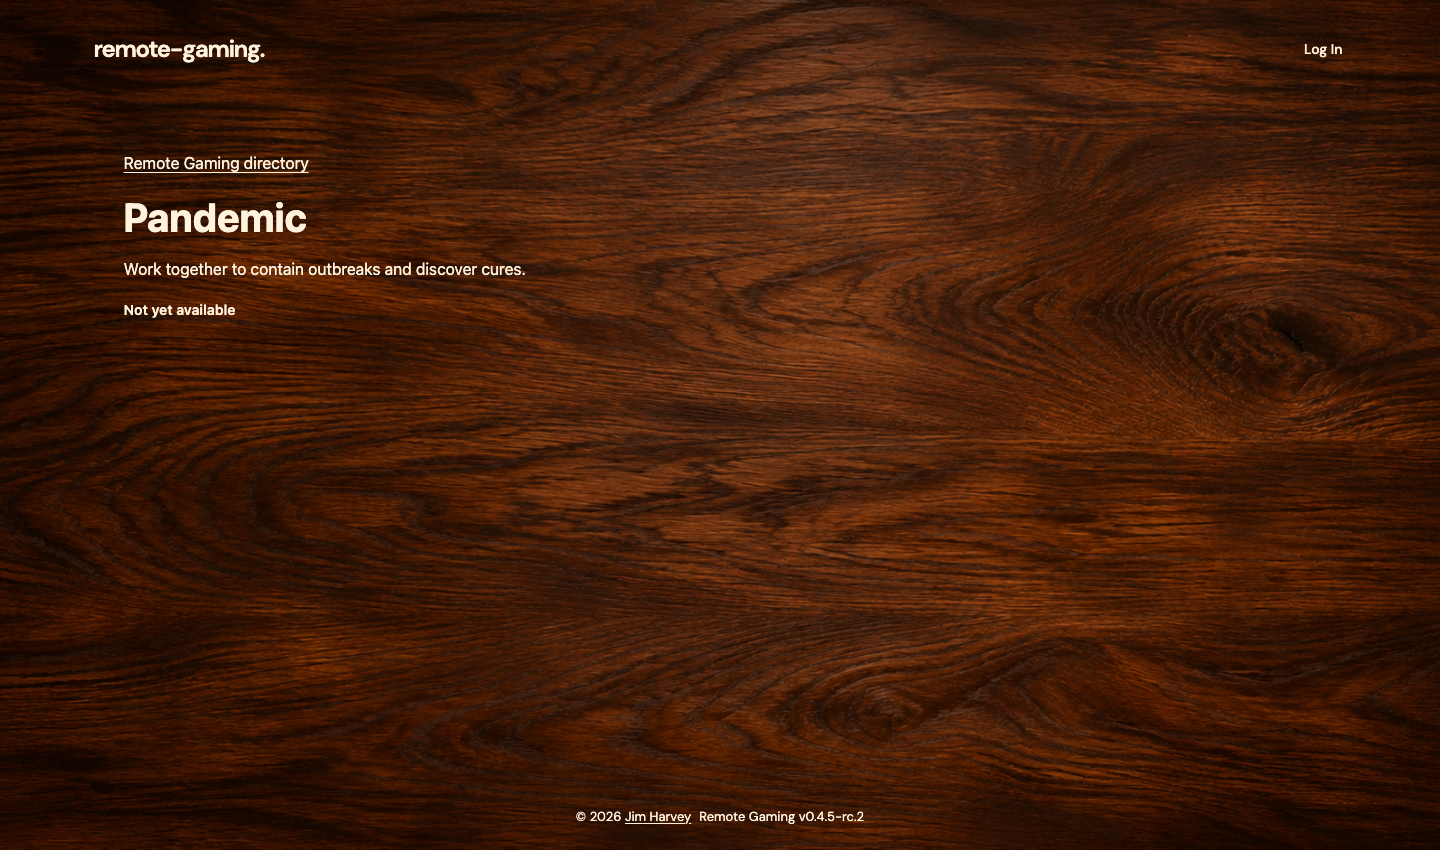 remote-gaming.
Log In
Remote Gaming directory
Pandemic
Work together to contain outbreaks and discover cures.
Not yet available
© 2026 Jim Harvey Remote Gaming v0.4.5-rc.2